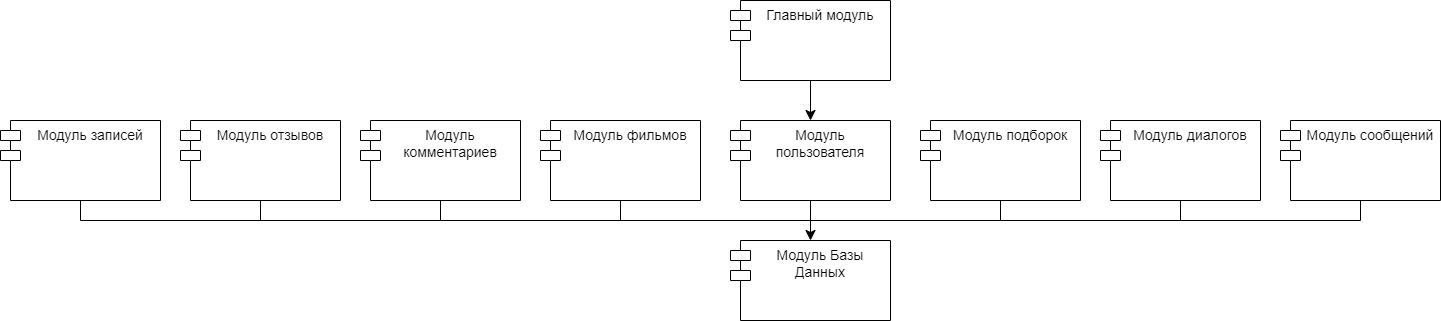 Главный модуль
Модуль записей
Модуль отзывов
Модуль
комментариев
Модуль фильмов
Модуль
пользователя
Модуль подборок
Модуль диалогов
Модуль сообщений
Модуль Базы
Данных